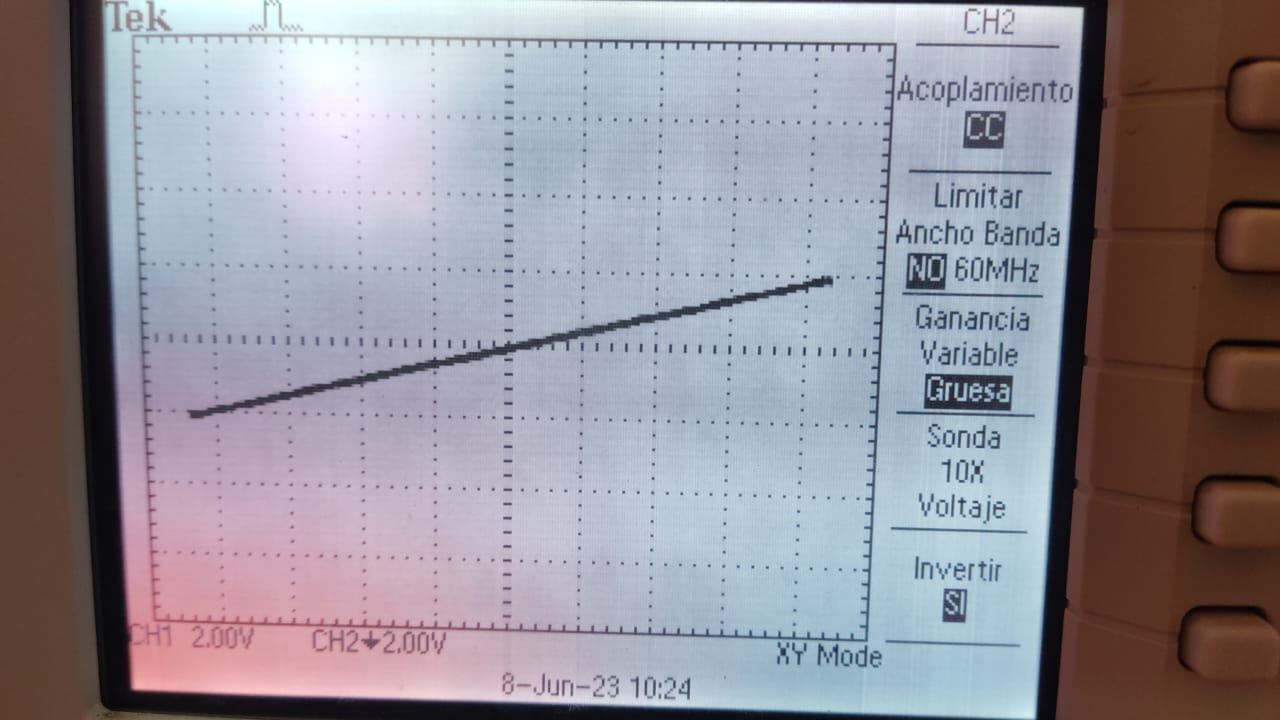 Tek
CH2
Acoplamiento
CC
Limitar
Ancho Banda
NO 60MHz
Ganancia
Variable
Gruesa
Sonda
10X
Voltaje
Invertir
SI
CH1 2.00V CH2 2.00V
XY Mode
8-Jun-23 10:24